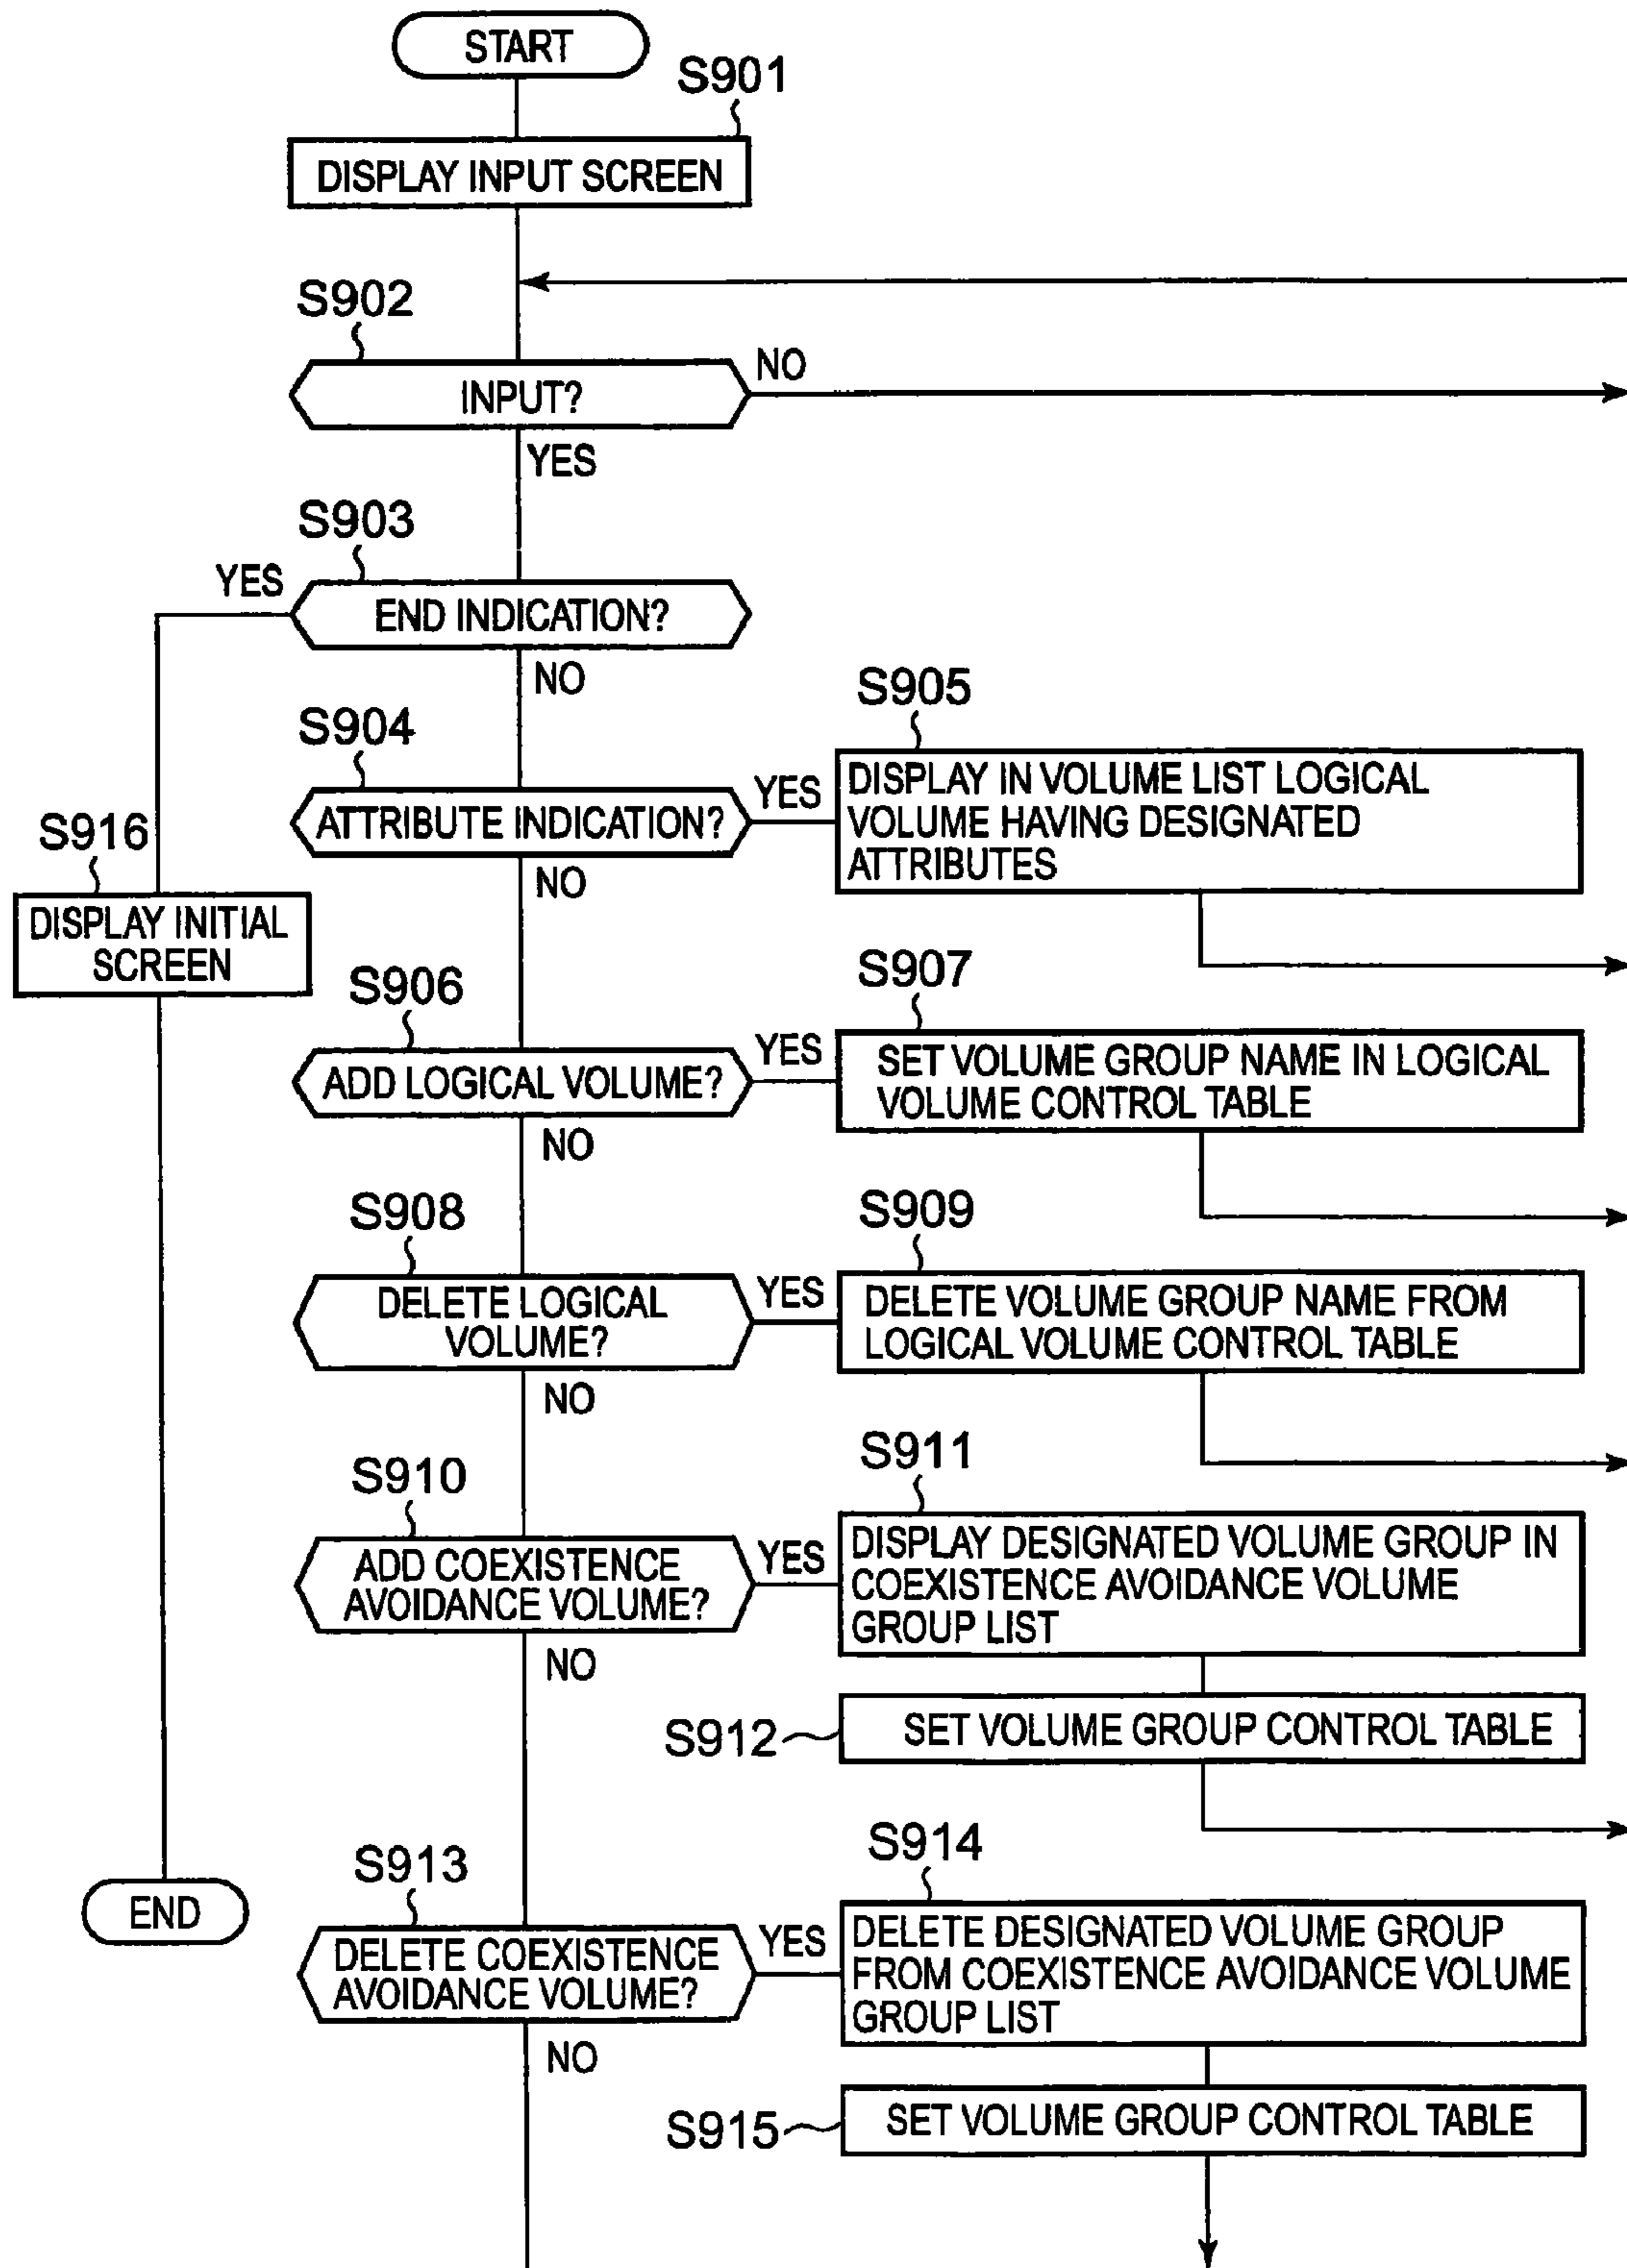 START
S901
DISPLAY INPUT SCREEN
S902
INPUT?
NO
YES
S903
YES
END INDICATION?
NO
S904
ATTRIBUTE INDICATION?
YES
NO
S905
DISPLAY IN VOLUME LIST LOGICAL
VOLUME HAVING DESIGNATED
ATTRIBUTES
S916
DISPLAY INITIAL
SCREEN
S906
ADD LOGICAL VOLUME?
YES
NO
S907
SET VOLUME GROUP NAME IN LOGICAL
VOLUME CONTROL TABLE
S908
DELETE LOGICAL
VOLUME?
YES
NO
S909
DELETE VOLUME GROUP NAME FROM
LOGICAL VOLUME CONTROL TABLE
S910
ADD COEXISTENCE
AVOIDANCE VOLUME?
YES
NO
S911
DISPLAY DESIGNATED VOLUME GROUP IN
COEXISTENCE AVOIDANCE VOLUME
GROUP LIST
S912
SET VOLUME GROUP CONTROL TABLE
END
S913
DELETE COEXISTENCE
AVOIDANCE VOLUME?
YES
NO
S914
DELETE DESIGNATED VOLUME GROUP
FROM COEXISTENCE AVOIDANCE VOLUME
GROUP LIST
S915
SET VOLUME GROUP CONTROL TABLE